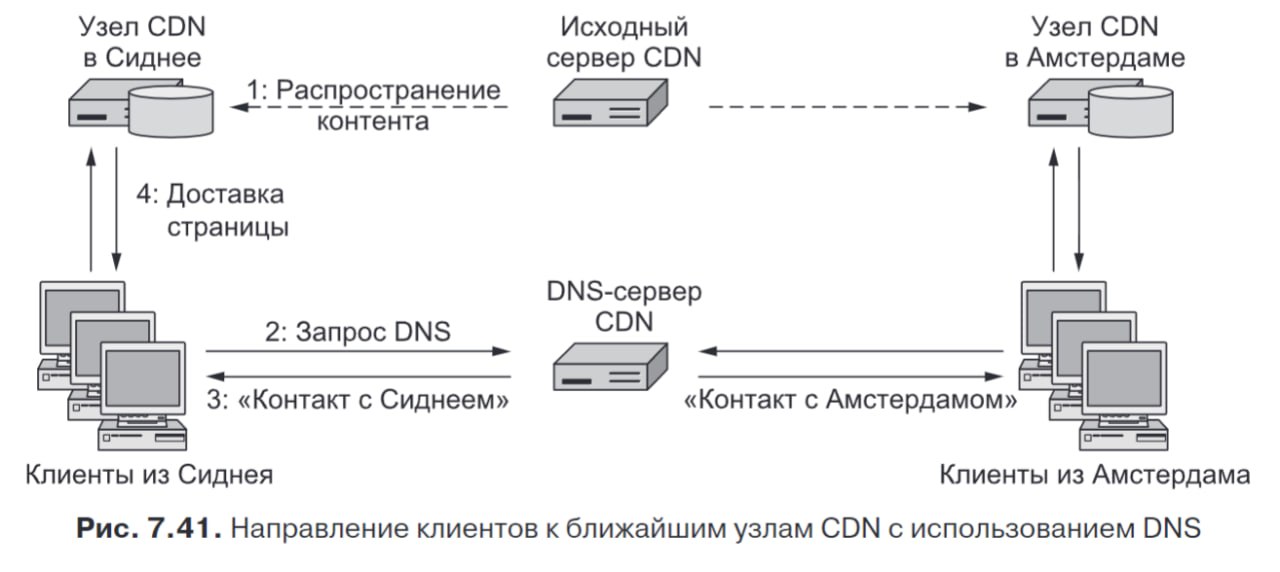 Узел CDN
в Сиднее
Исходный
сервер CDN
Узел CDN
в Амстердаме
1: Распространение
контента
4: Доставка
страницы
DNS-сервер
CDN
2: Запрос DNS
3: «Контакт с Сиднеем»
«Контакт с Амстердамом»
Клиенты из Сиднея
Клиенты из Амстердама
Рис. 7.41. Направление клиентов к ближайшим узлам CDN с использованием DNS